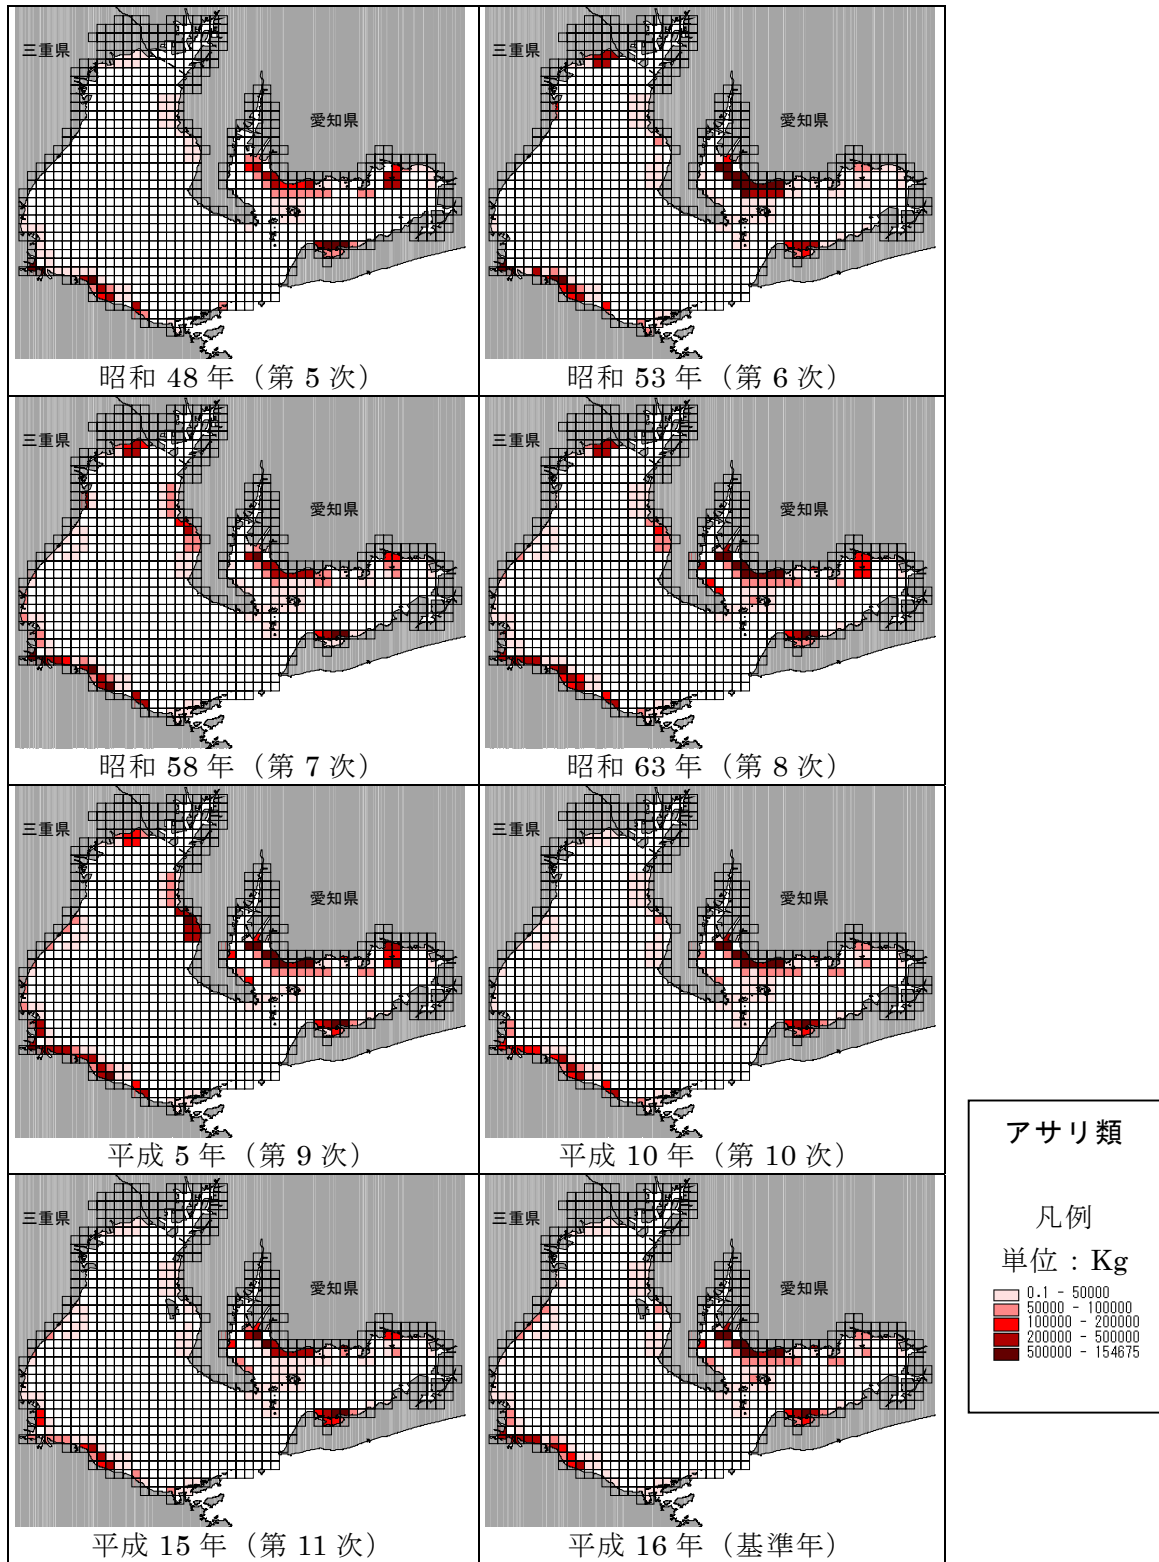 三重県
愛知県
昭和 48 年（第 5 次）
三重県
愛知県
昭和 53 年（第 6 次）
三重県
愛知県
昭和 58 年（第 7 次）
三重県
愛知県
昭和 63 年（第 8 次）
三重県
愛知県
平成 5 年（第 9 次）
三重県
愛知県
平成 10 年（第 10 次）
三重県
愛知県
平成 15 年（第 11 次）
三重県
愛知県
平成 16 年（基準年）
アサリ類
凡例
単位：Kg
0.1 - 50000
50000 - 100000
100000 - 200000
200000 - 500000
500000 - 154675